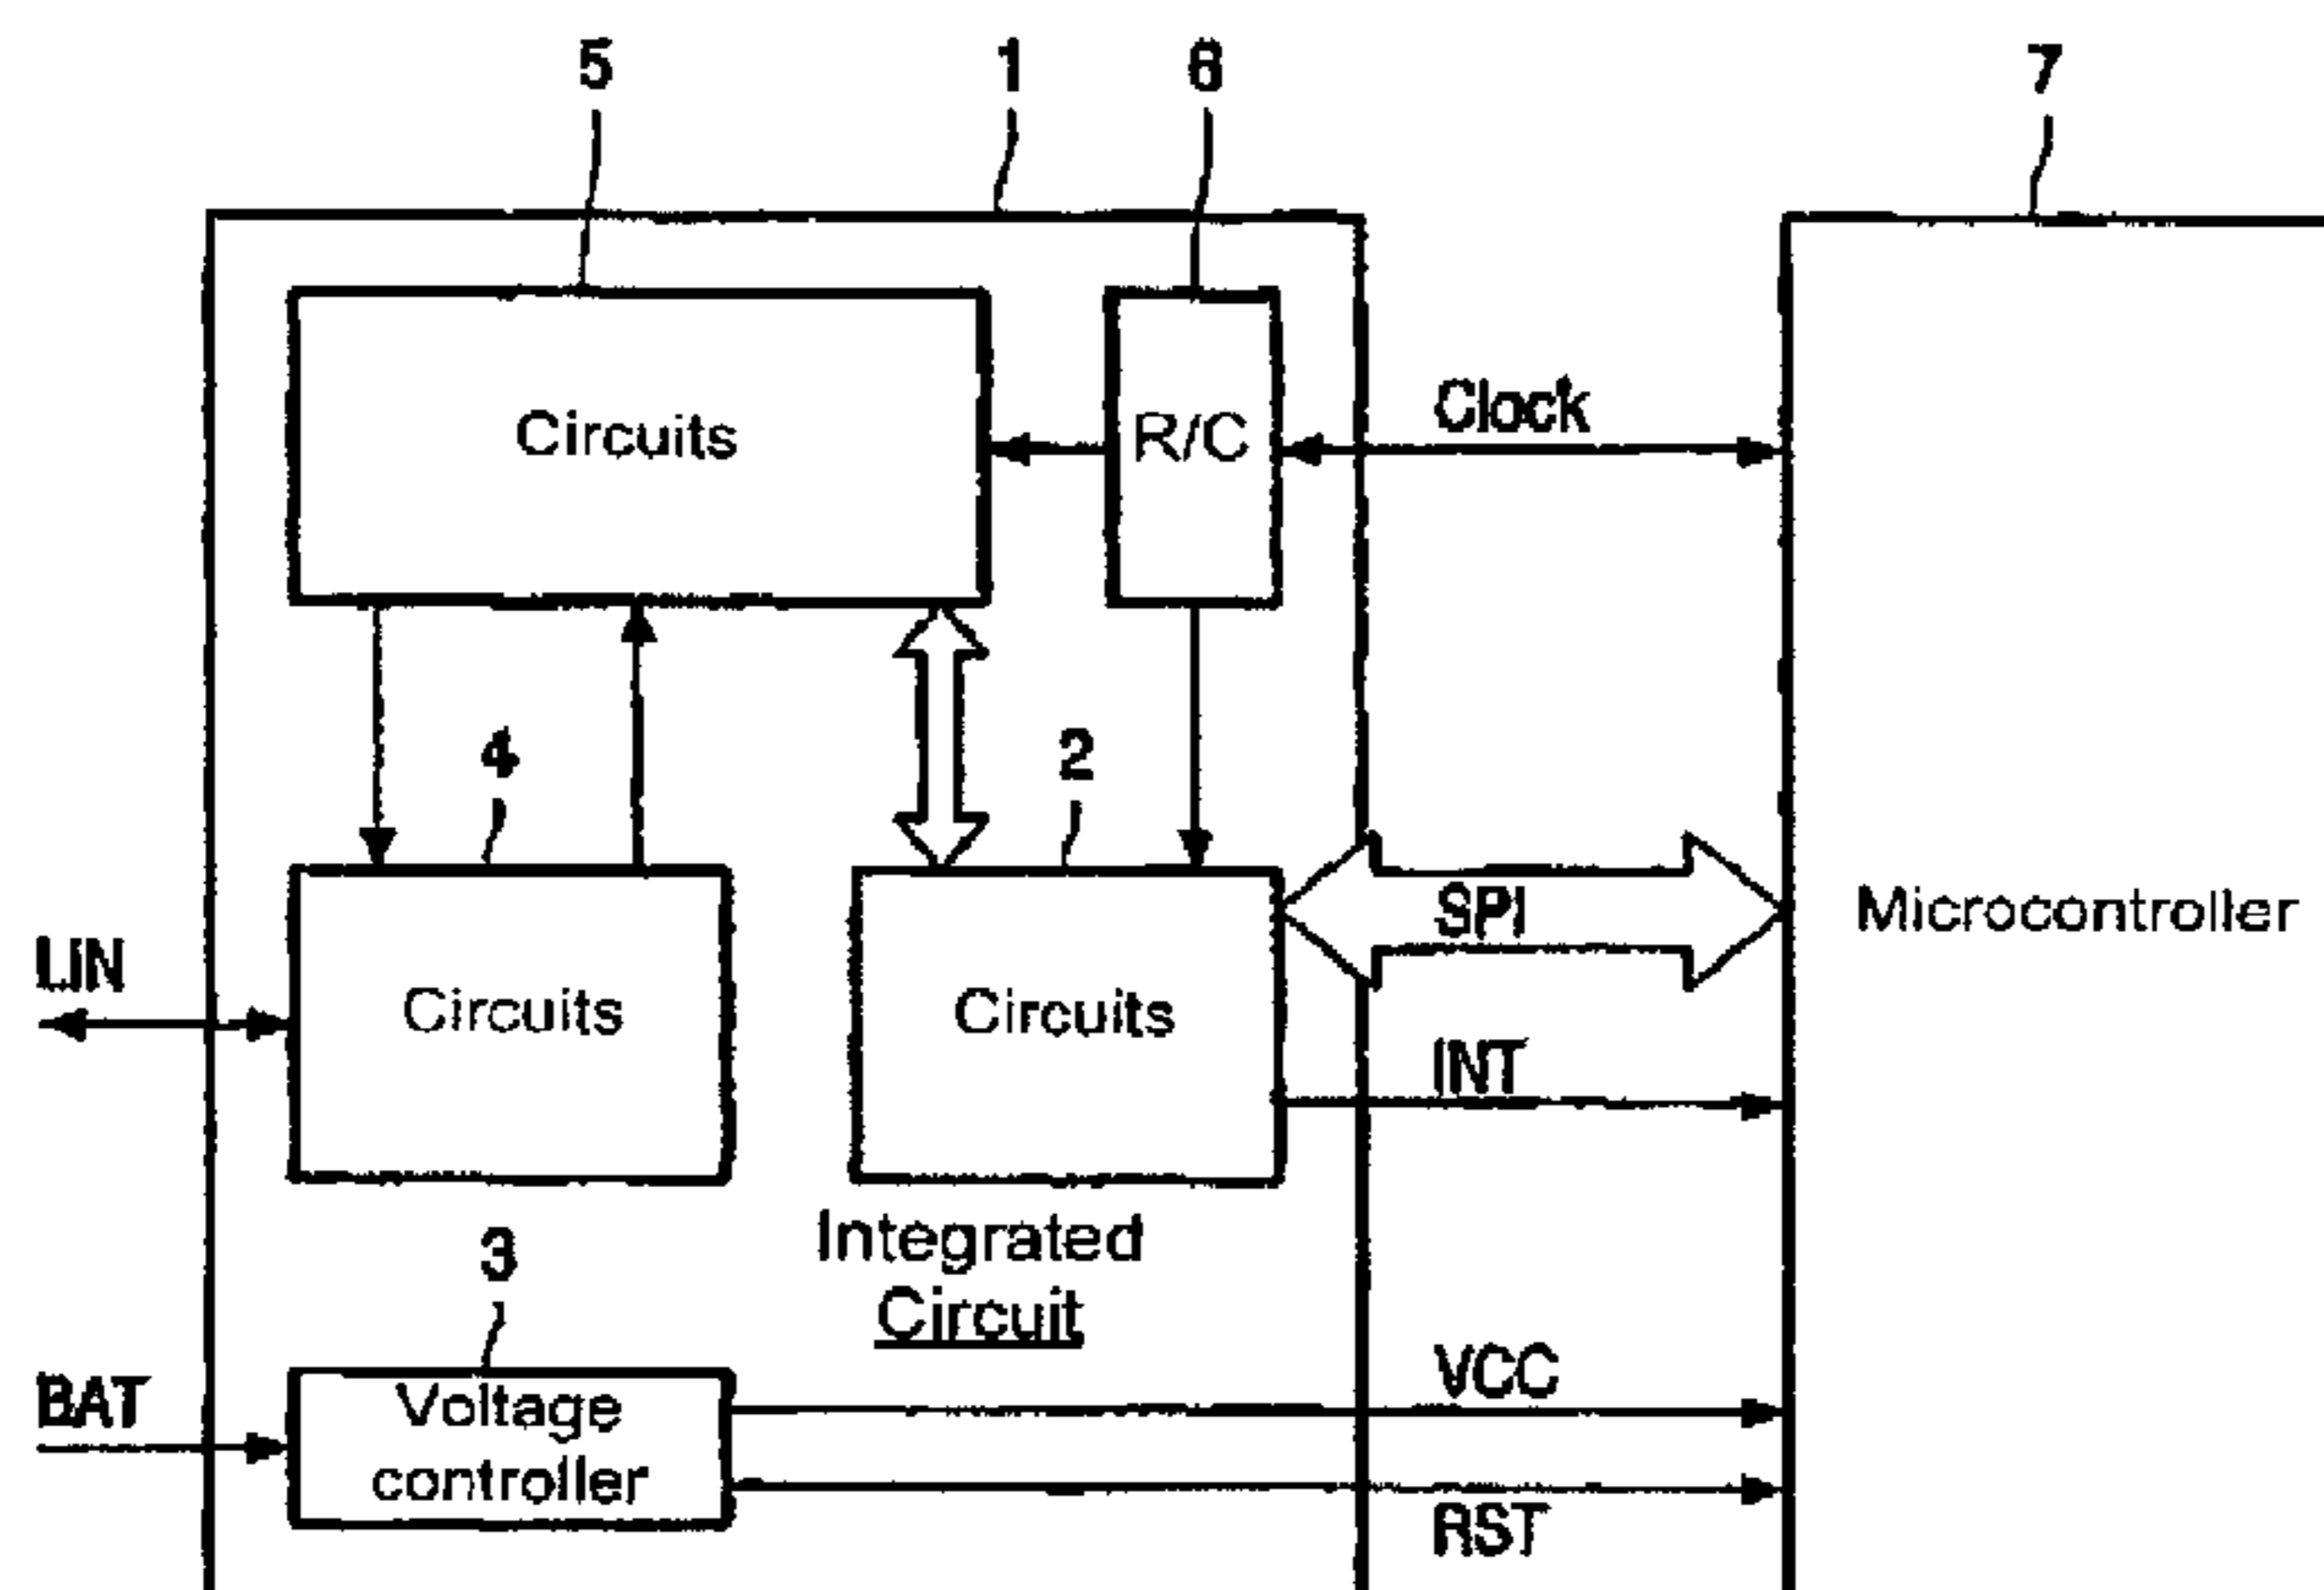 5
1
6
7
Circuits
R/C
Clock
4
2
SPI
Microcontroller
LIN
Circuits
Circuits
INT
3
Integrated
Circuit
BAT
Voltage
controller
VCC
RST